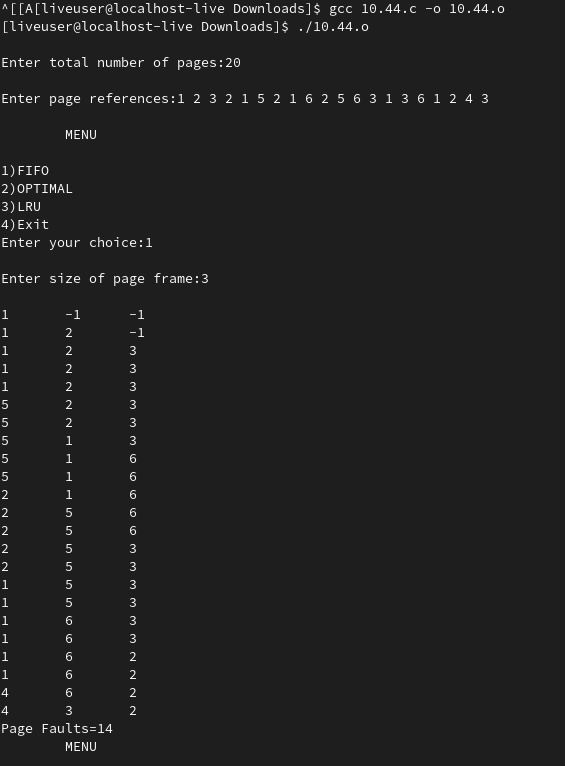 ^[[A[liveuser@localhost-live Downloads]$ gcc 10.44.c -o 10.44.o
[liveuser@localhost-live Downloads]$ ./10.44.o
Enter total number of pages:20
Enter page references:1 2 3 2 1 5 2 1 6 2 5 6 3 1 3 6 1 2 4 3
MENU
1)FIFO
2)OPTIMAL
3)LRU
4)Exit
Enter your choice:1
Enter size of page frame:3
1 -1 -1
1 2 -1
1 2 3
1 2 3
1 2 3
5 2 3
5 2 3
5 1 3
5 1 6
5 1 6
2 1 6
2 5 6
2 5 6
2 5 3
2 5 3
1 5 3
1 5 3
1 6 3
1 6 3
1 6 2
1 6 2
4 6 2
4 3 2
Page Faults=14
MENU